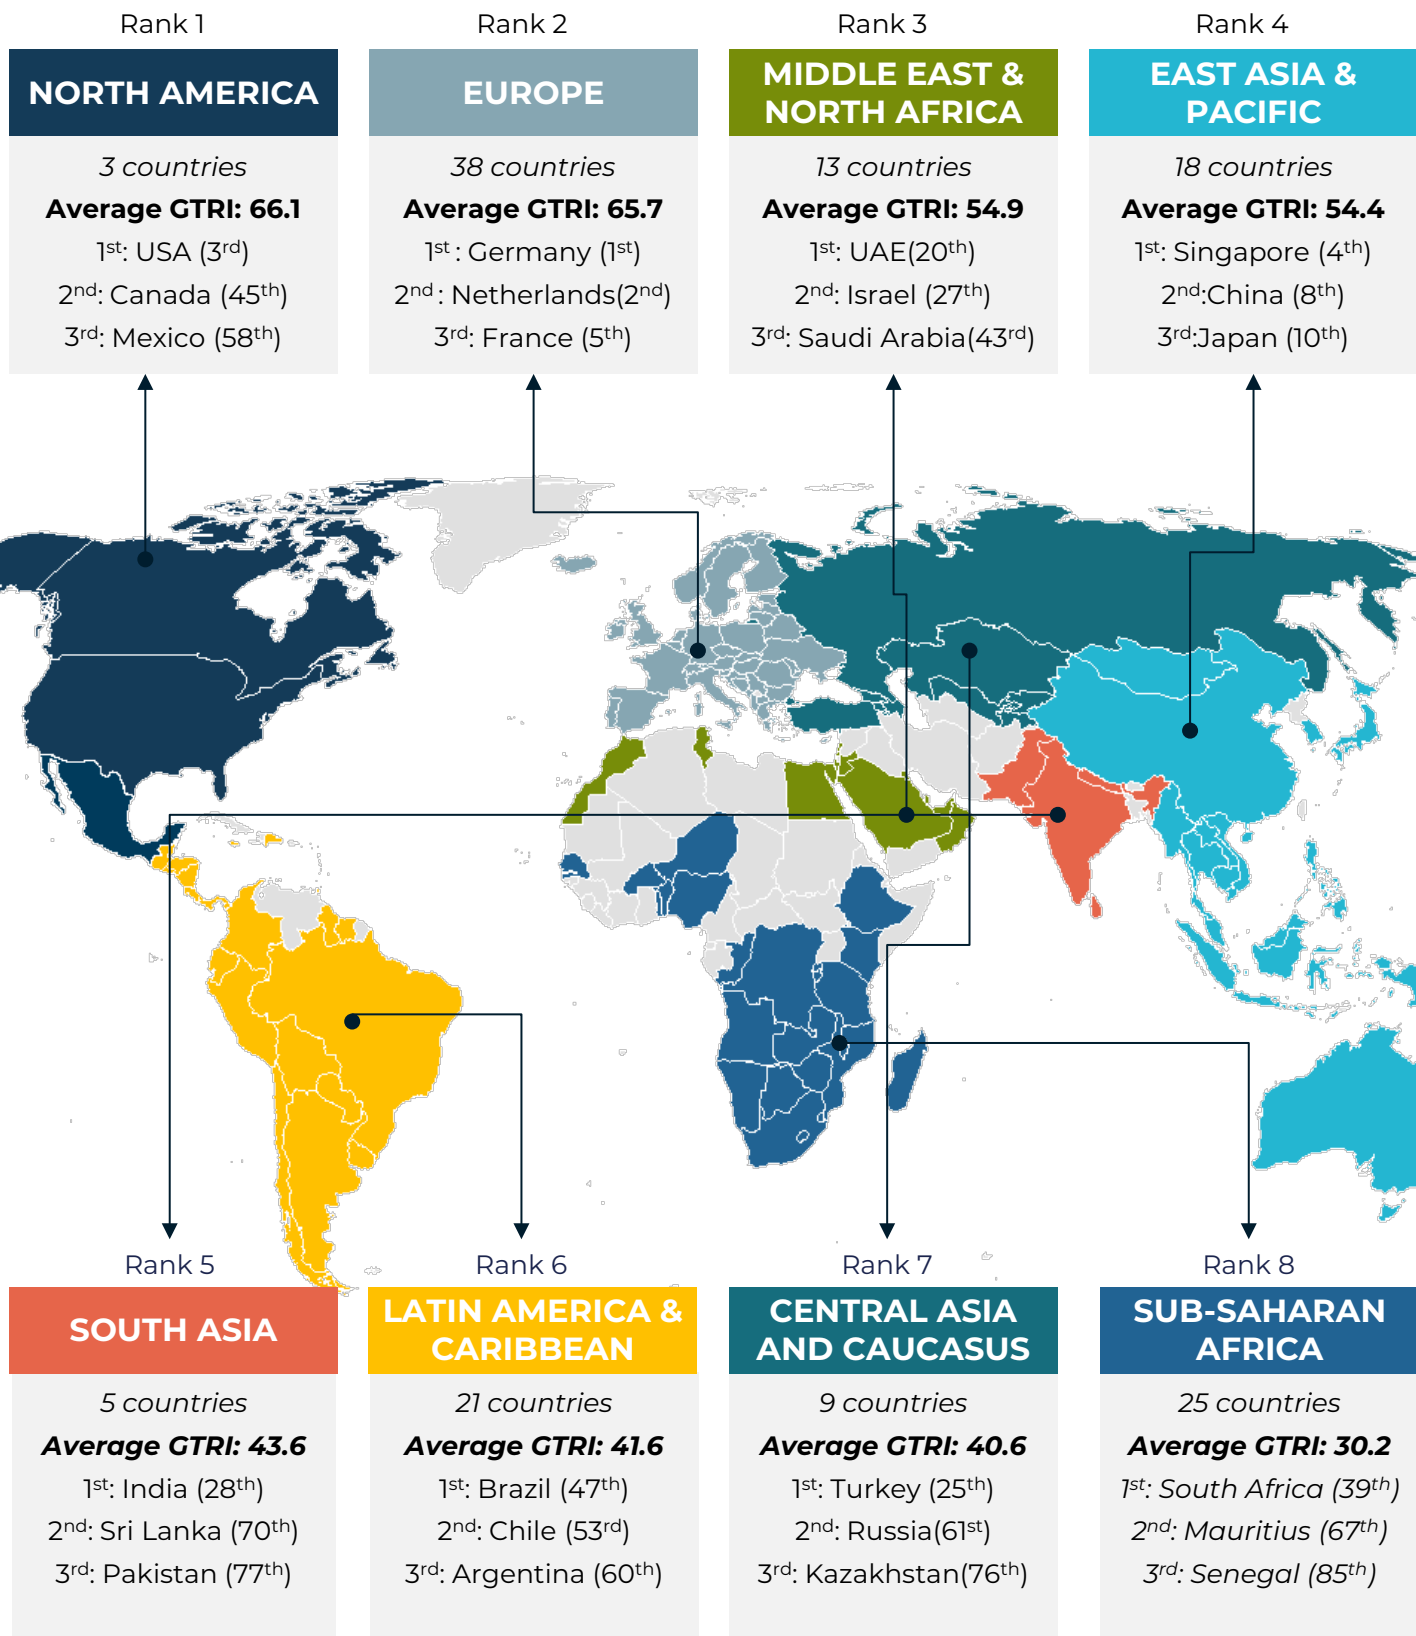 Rank 1
NORTH AMERICA
3 countries
Average GTRI: 66.1
1st: USA (3rd)
2nd: Canada (45th)
3rd: Mexico (58th)
Rank 2
EUROPE
38 countries
Average GTRI: 65.7
1st : Germany (1st)
2nd : Netherlands(2nd)
3rd: France (5th)
Rank 3
MIDDLE EAST &
NORTH AFRICA
13 countries
Average GTRI: 54.9
1st: UAE(20th)
2nd: Israel (27th)
3rd: Saudi Arabia(43rd)
Rank 4
EAST ASIA &
PACIFIC
18 countries
Average GTRI: 54.4
1st: Singapore (4th)
2nd:China (8th)
3rd:Japan (10th)
Rank 5
SOUTH ASIA
5 countries
Average GTRI: 43.6
1st: India (28th)
2nd: Sri Lanka (70th)
3rd: Pakistan (77th)
Rank 6
LATIN AMERICA &
CARIBBEAN
21 countries
Average GTRI: 41.6
1st: Brazil (47th)
2nd: Chile (53rd)
3rd: Argentina (60th)
Rank 7
CENTRAL ASIA
AND CAUCASUS
9 countries
Average GTRI: 40.6
1st: Turkey (25th)
2nd: Russia(61st)
3rd: Kazakhstan(76th)
Rank 8
SUB-SAHARAN
AFRICA
25 countries
Average GTRI: 30.2
1st: South Africa (39th)
2nd: Mauritius (67th)
3rd: Senegal (85th)